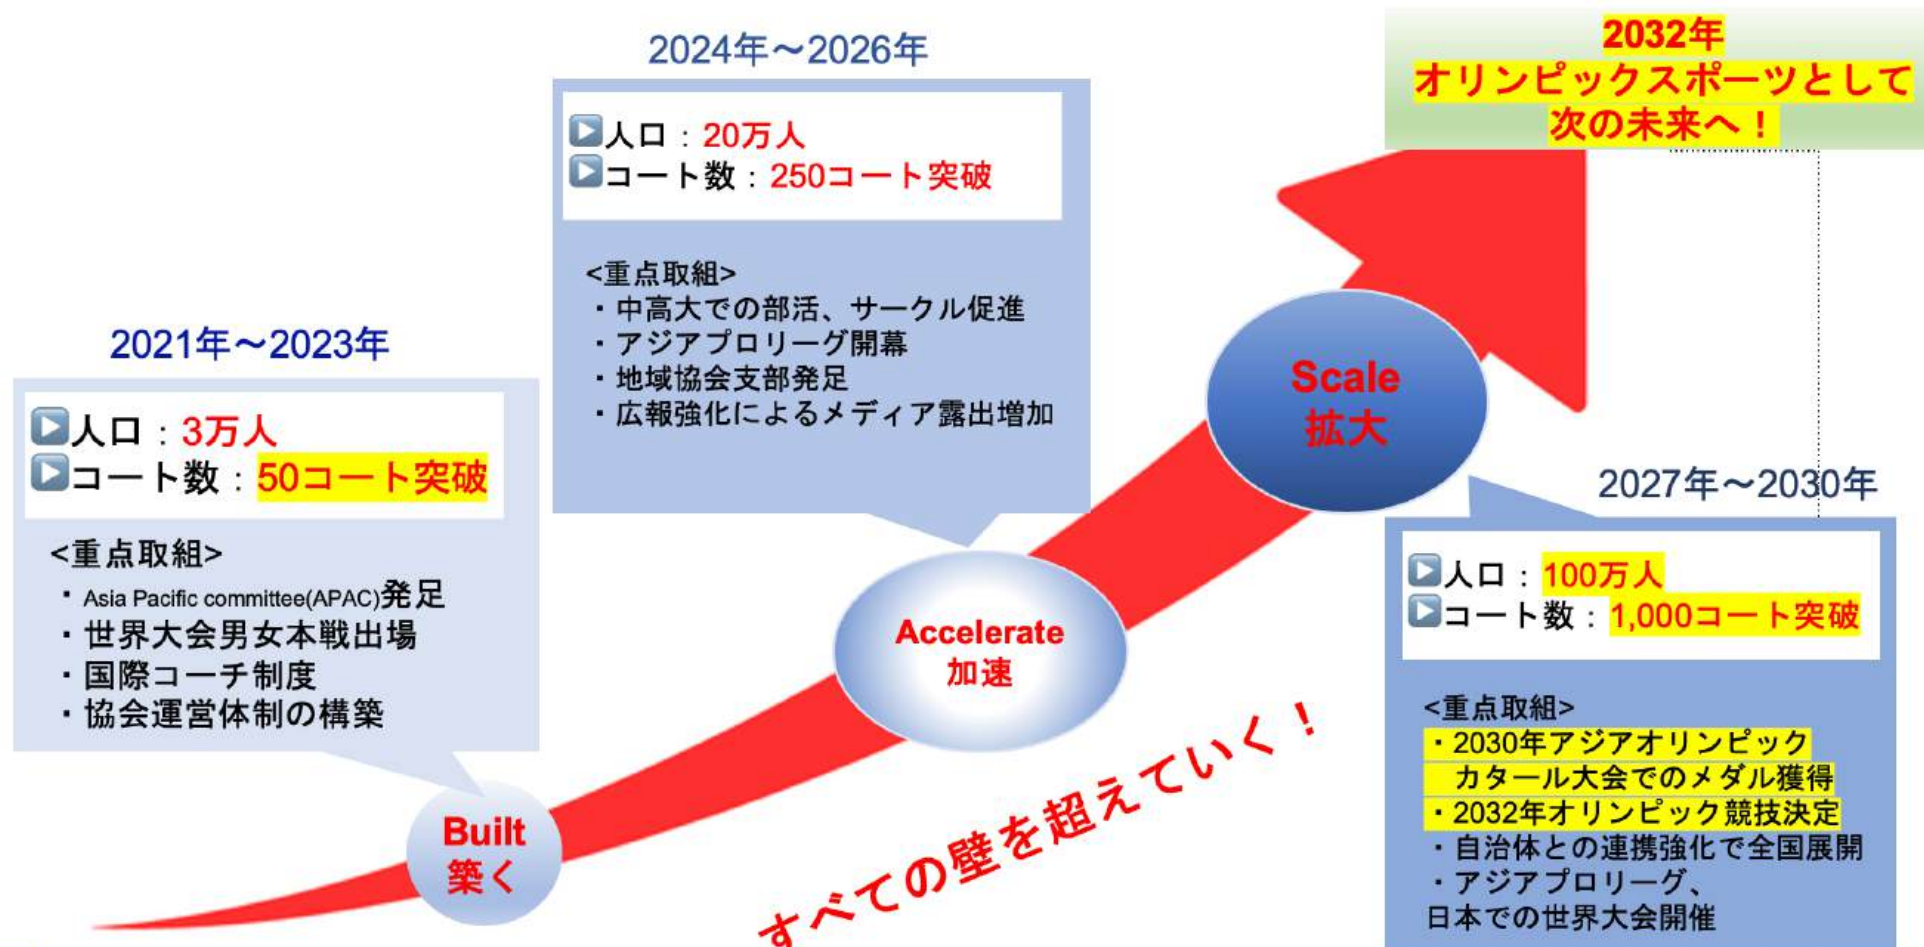 2021年～2023年
▶人口：3万人
▶コート数：50コート突破
<重点取組>
・Asia Pacific committee(APAC)発足
・世界大会男女本戦出場
・国際コーチ制度
・協会運営体制の構築
Built
築く
2024年～2026年
▶人口：20万人
▶コート数：250コート突破
<重点取組>
・中高大での部活、サークル促進
・アジアプロリーグ開幕
・地域協会支部発足
・広報強化によるメディア露出増加
Accelerate
加速
すべての壁を超えていく！
2032年
オリンピックスポーツとして
次の未来へ！
Scale
拡大
2027年～2030年
▶人口：100万人
▶コート数：1,000コート突破
<重点取組>
・2030年アジアオリンピック
カタール大会でのメダル獲得
・2032年オリンピック競技決定
・自治体との連携強化で全国展開
・アジアプロリーグ、
日本での世界大会開催